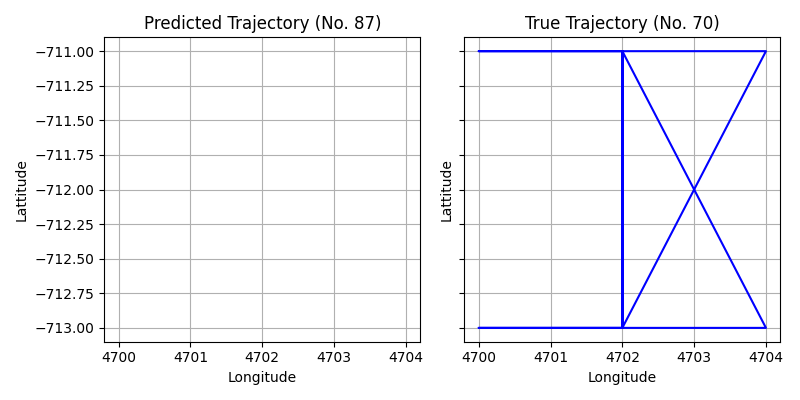 Predicted Trajectory (No. 87)
True Trajectory (No. 70)
−711.00
−711.25
−711.50
−711.75
−712.00
−712.25
−712.50
−712.75
−713.00
Lattitude
Lattitude
4700 4701 4702 4703 4704
4700 4701 4702 4703 4704
Longitude
Longitude